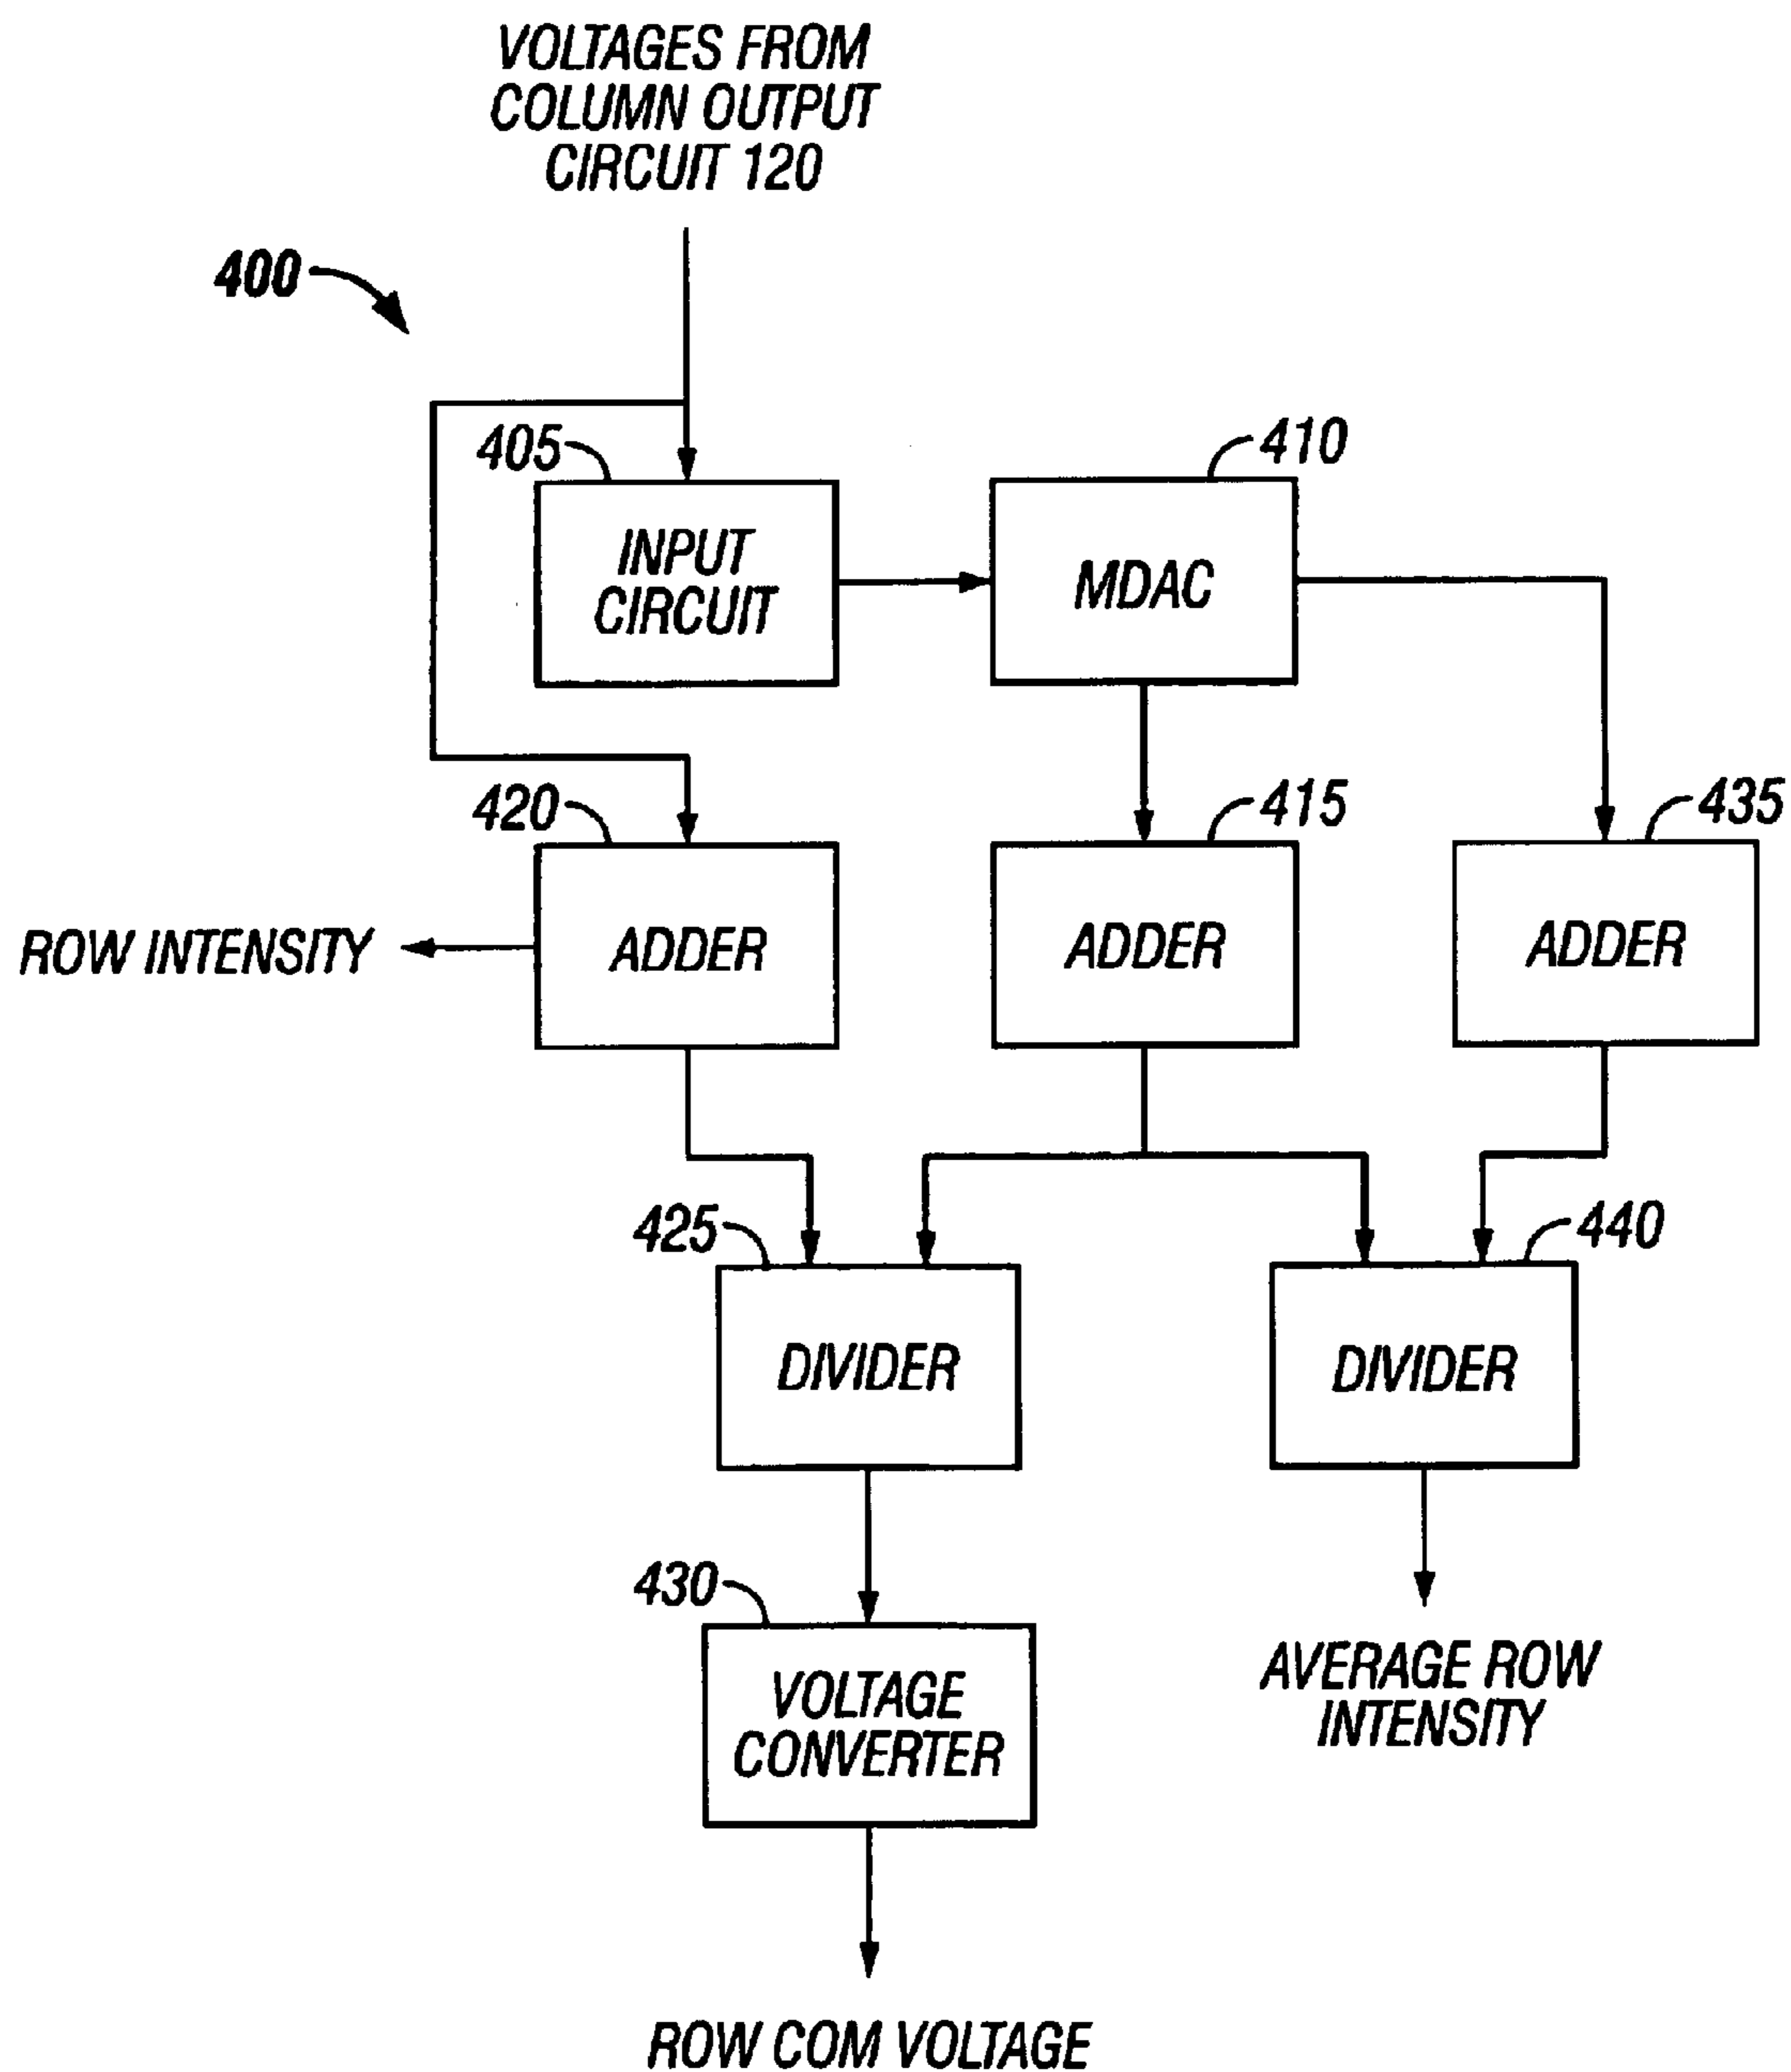 VOLTAGES FROM
COLUMN OUTPUT
CIRCUIT 120
400
405
410
INPUT
CIRCUIT
MDAC
420
415
435
ROW INTENSITY
ADDER
ADDER
ADDER
425
440
DIVIDER
DIVIDER
430
VOLTAGE
CONVERTER
AVERAGE ROW
INTENSITY
ROW COM VOLTAGE